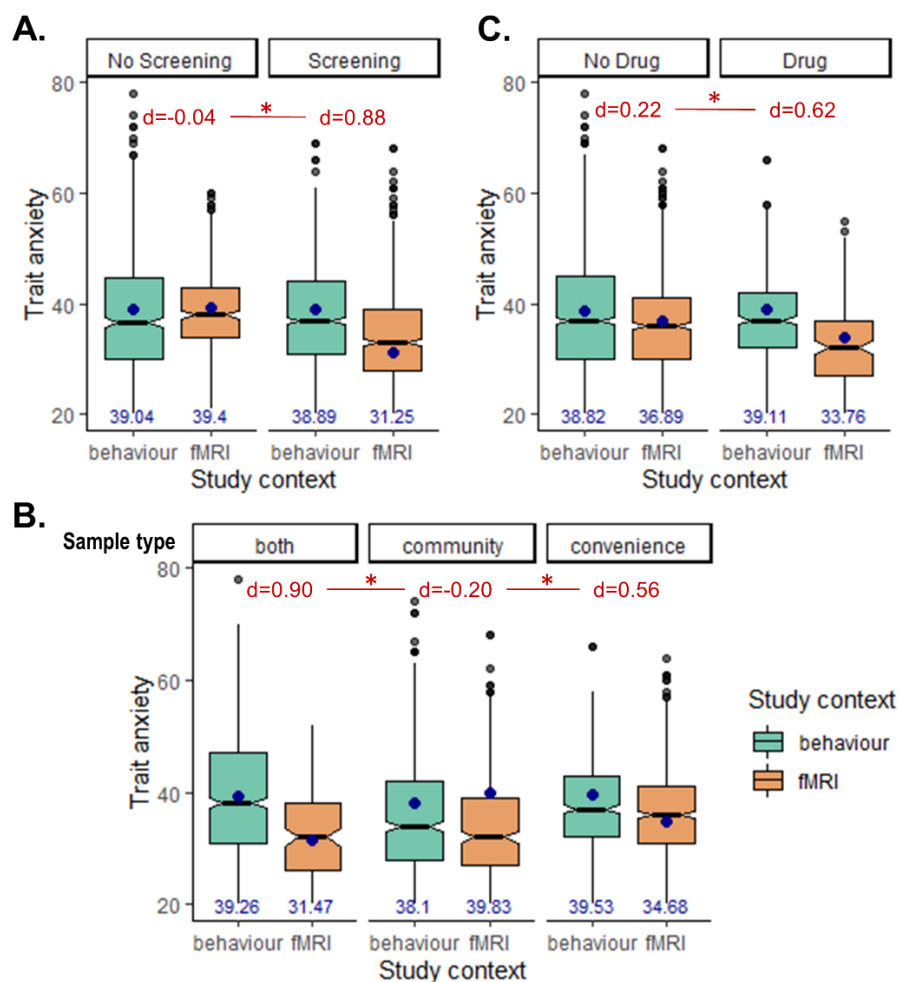 A.
No Screening Screening
80
60
40
20
Trait anxiety
d=-0.04 * d=0.88
39.04 39.4 38.89 31.25
behaviour fMRI behaviour fMRI
Study context
C.
No Drug Drug
80
60
40
20
Trait anxiety
d=0.22 * d=0.62
38.82 36.89 39.11 33.76
behaviour fMRI behaviour fMRI
Study context
B.
Sample type both community convenience
80
60
40
20
Trait anxiety
d=0.90 * d=-0.20 * d=0.56
39.26 31.47 38.1 39.83 39.53 34.68
behaviour fMRI behaviour fMRI behaviour fMRI
Study context
Study context
behaviour
fMRI